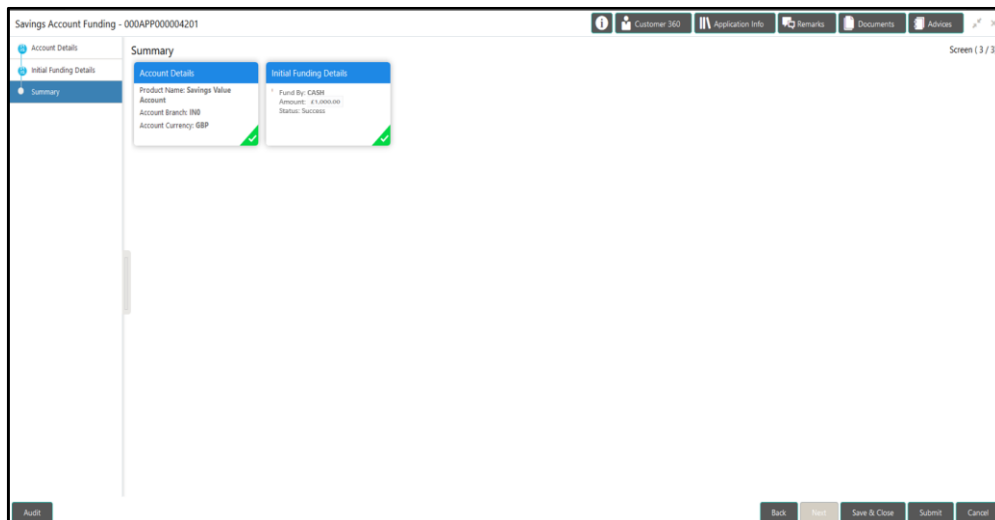 Savings Account Funding - 000APP000004201
Customer 360
Application Info
Remarks
Documents
Advices
Account Details
Initial Funding Details
Summary
Summary
Screen ( 3 / 3
Account Details
Product Name: Savings Value
Account
Account Branch: IN0
Account Currency: GBP
Initial Funding Details
Fund By: CASH
Amount: £1,000.00
Status: Success
Audit
Back
Next
Save & Close
Submit
Cancel